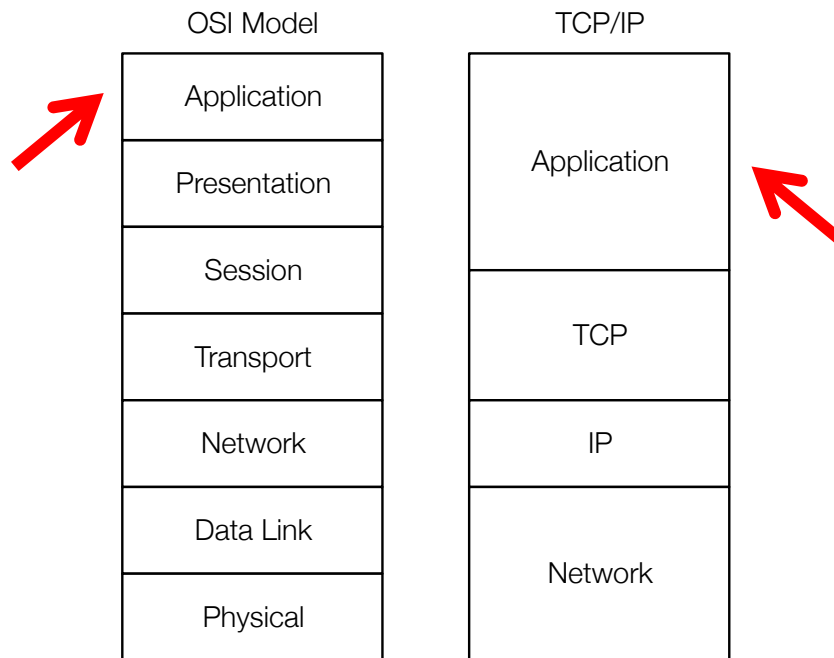 OSI Model
Application
Presentation
Session
Transport
Network
Data Link
Physical
TCP/IP
Application
TCP
IP
Network